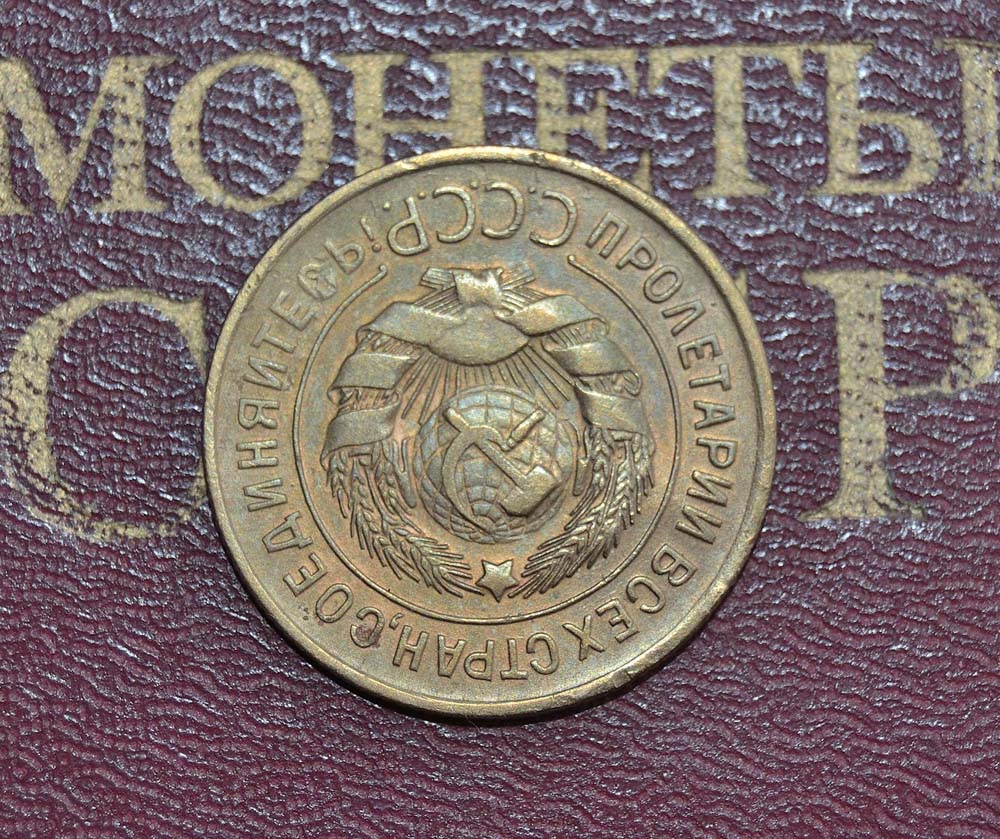 МОНЕТЫ
С Р
ПРОЛЕТАРИИ ВСЕХ СТРАН, СОЕДИНЯЙТЕСЬ!
С.С.С.Р.